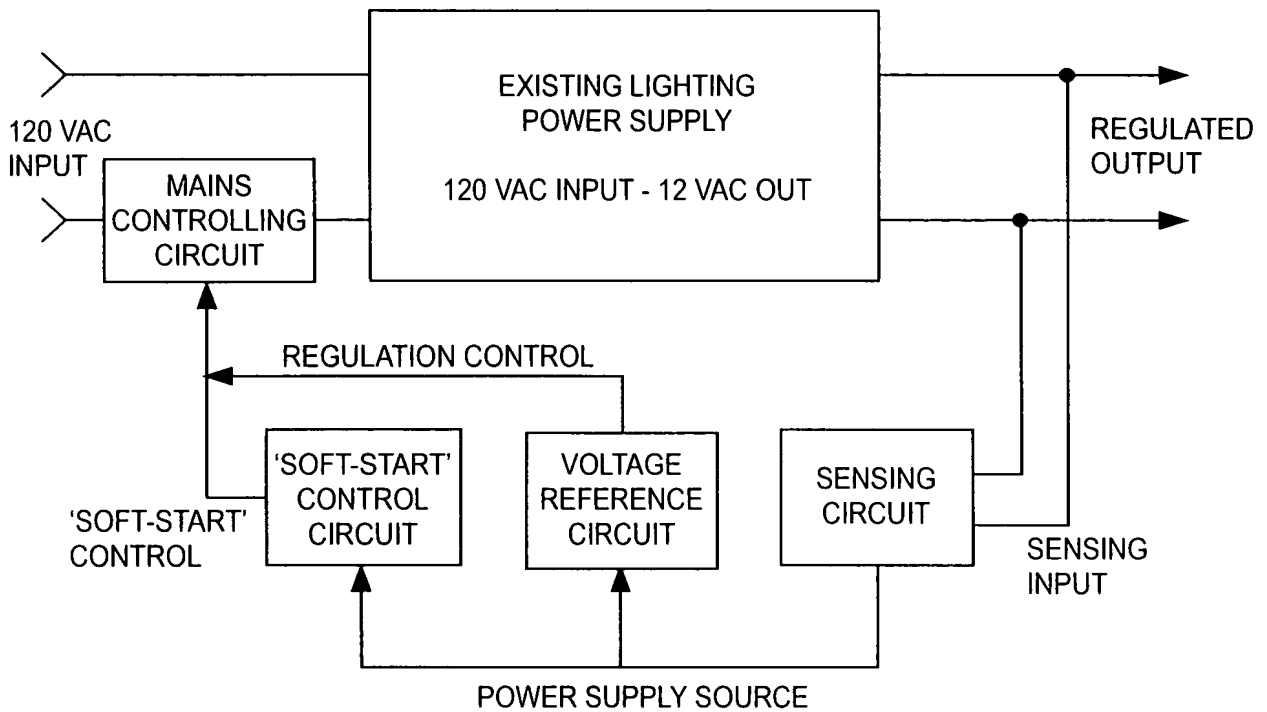 EXISTING LIGHTING
POWER SUPPLY
120 VAC INPUT - 12 VAC OUT
120 VAC
INPUT
MAINS
CONTROLLING
CIRCUIT
REGULATED
OUTPUT
REGULATION CONTROL
'SOFT-START'
CONTROL
CIRCUIT
VOLTAGE
REFERENCE
CIRCUIT
SENSING
CIRCUIT
'SOFT-START'
CONTROL
SENSING
INPUT
POWER SUPPLY SOURCE